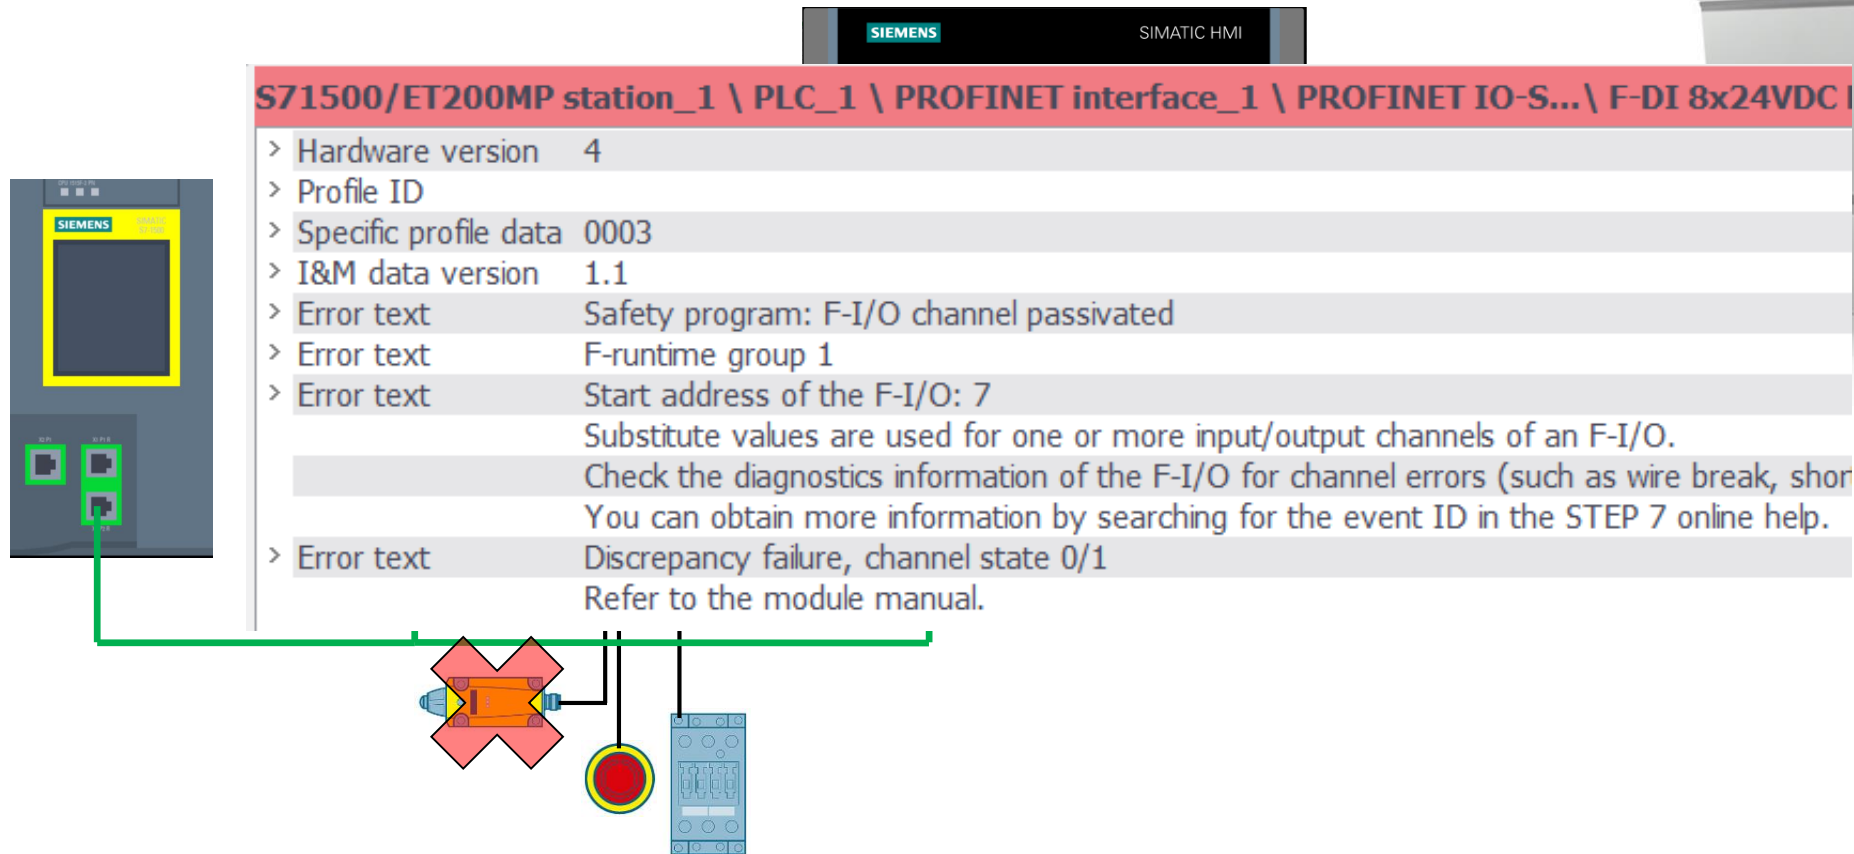 SIEMENS SIMATIC HMI
S71500/ET200MP station_1 \ PLC_1 \ PROFINET interface_1 \ PROFINET IO-S...\ F-DI 8x24VDC
> Hardware version 4
> Profile ID
> Specific profile data 0003
> I&M data version 1.1
> Error text Safety program: F-I/O channel passivated
> Error text F-runtime group 1
> Error text Start address of the F-I/O: 7
Substitute values are used for one or more input/output channels of an F-I/O.
Check the diagnostics information of the F-I/O for channel errors (such as wire break, shor
You can obtain more information by searching for the event ID in the STEP 7 online help.
> Error text Discrepancy failure, channel state 0/1
Refer to the module manual.
SIEMENS
SIMATIC
S7-1500
X2 P1